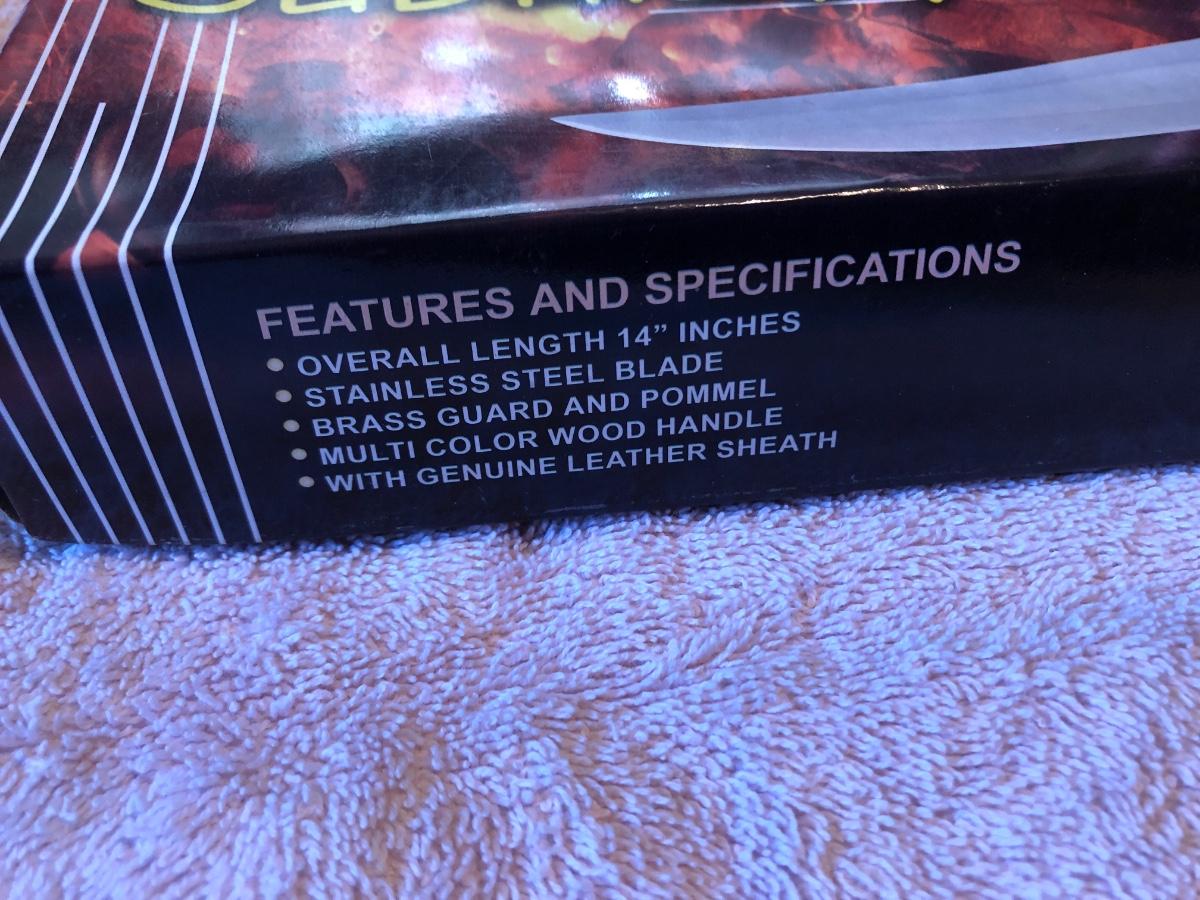 FEATURES AND SPECIFICATIONS
• OVERALL LENGTH 14” INCHES
• STAINLESS STEEL BLADE
• BRASS GUARD AND POMMEL
• MULTI COLOR WOOD HANDLE
• WITH GENUINE LEATHER SHEATH